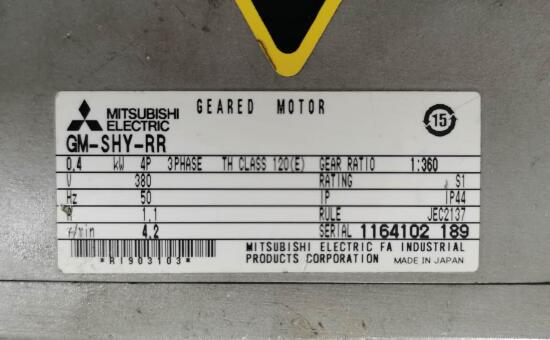 GEARED MOTOR
15
MITSUBISHI
ELECTRIC
GM-SHY-RR
0.4 kW 4P 3PHASE TH CLASS 120(E) GEAR RATIO 1:360
V 380 RATING S1
Hz 50 IP IP44
A 1.1 RULE JEC2137
r/min 4.2 SERIAL 1164102 189
MITSUBISHI ELECTRIC FA INDUSTRIAL
PRODUCTS CORPORATION MADE IN JAPAN
*R1903103*